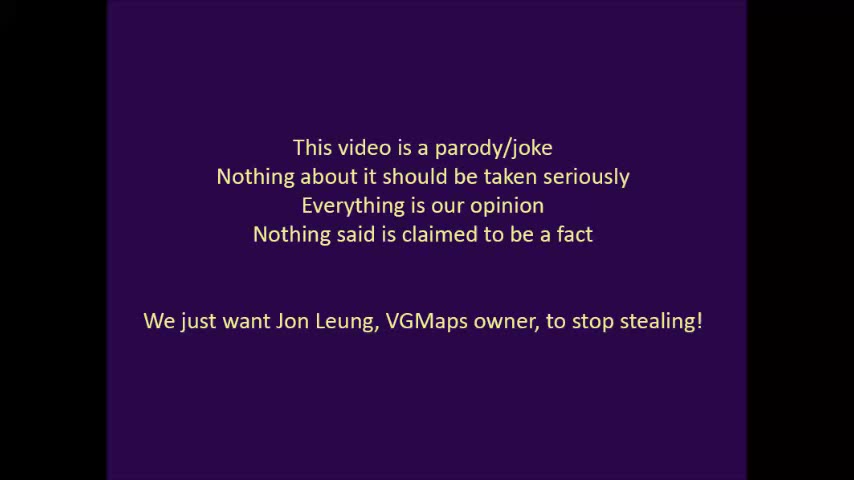 This video is a parody/joke
Nothing about it should be taken seriously
Everything is our opinion
Nothing said is claimed to be a fact
We just want Jon Leung, VGMaps owner, to stop stealing!